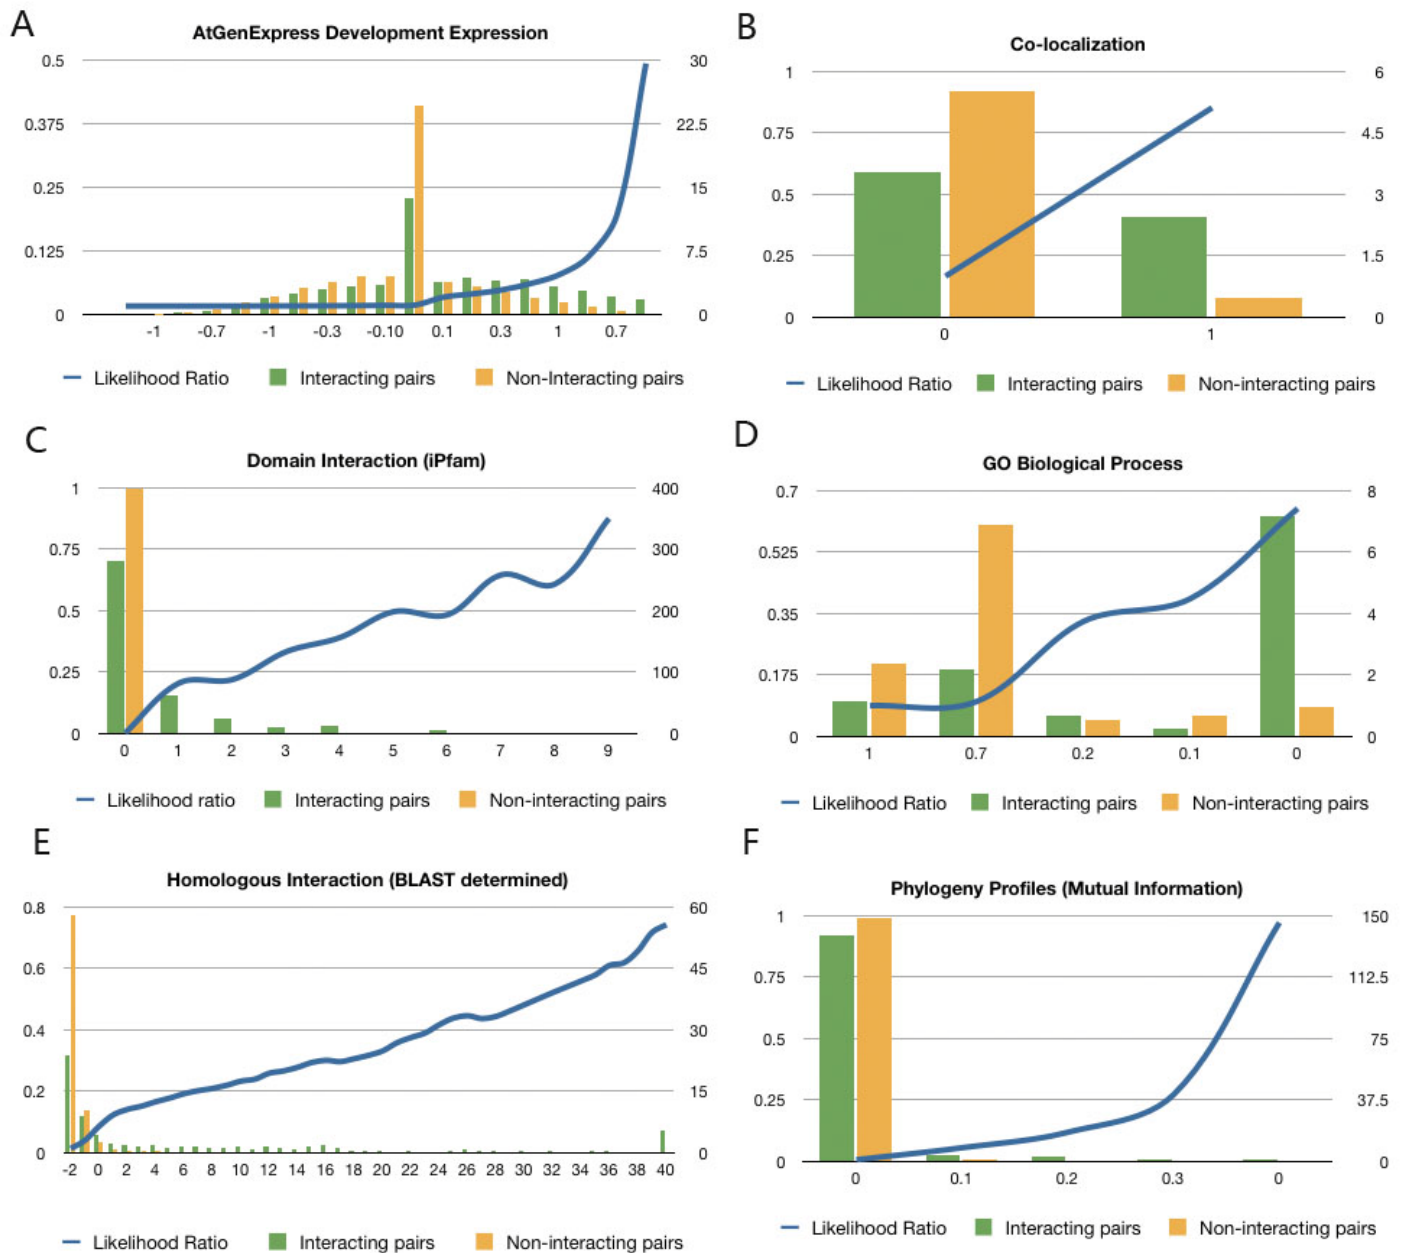 A
AtGenExpress Development Expression
0.5 30
0.375 22.5
0.25 15
0.125 7.5
0 0
-1 -0.7 -1 -0.3 -0.10 0.1 0.3 1 0.7
Likelihood Ratio Interacting pairs Non-Interacting pairs
B
Co-localization
1 6
0.75 4.5
0.5 3
0.25 1.5
0 0
0 1
Likelihood Ratio Interacting pairs Non-interacting pairs
C
Domain Interaction (iPfam)
1 400
0.75 300
0.5 200
0.25 100
0 0
0 1 2 3 4 5 6 7 8 9
Likelihood ratio Interacting pairs Non-interacting pairs
D
GO Biological Process
0.7 8
0.525 6
0.35 4
0.175 2
0 0
1 0.7 0.2 0.1 0
Likelihood Ratio Interacting pairs Non-interacting pairs
E
Homologous Interaction (BLAST determined)
0.8 60
0.6 45
0.4 30
0.2 15
0 0
-2 0 2 4 6 8 10 12 14 16 18 20 22 24 26 28 30 32 34 36 38 40
Likelihood Ratio Interacting pairs Non-interacting pairs
F
Phylogeny Profiles (Mutual Information)
1 150
0.75 112.5
0.5 75
0.25 37.5
0 0
0 0.1 0.2 0.3 0
Likelihood Ratio Interacting pairs Non-interacting pairs